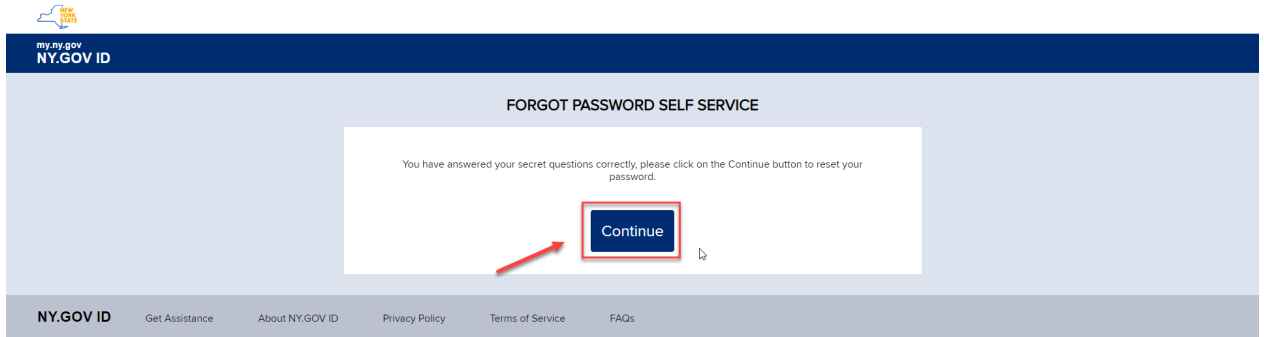 NEW
YORK
STATE
my.ny.gov
NY.GOV ID
FORGOT PASSWORD SELF SERVICE
You have answered your secret questions correctly, please click on the Continue button to reset your
password.
Continue
NY.GOV ID Get Assistance About NY.GOV ID Privacy Policy Terms of Service FAQs